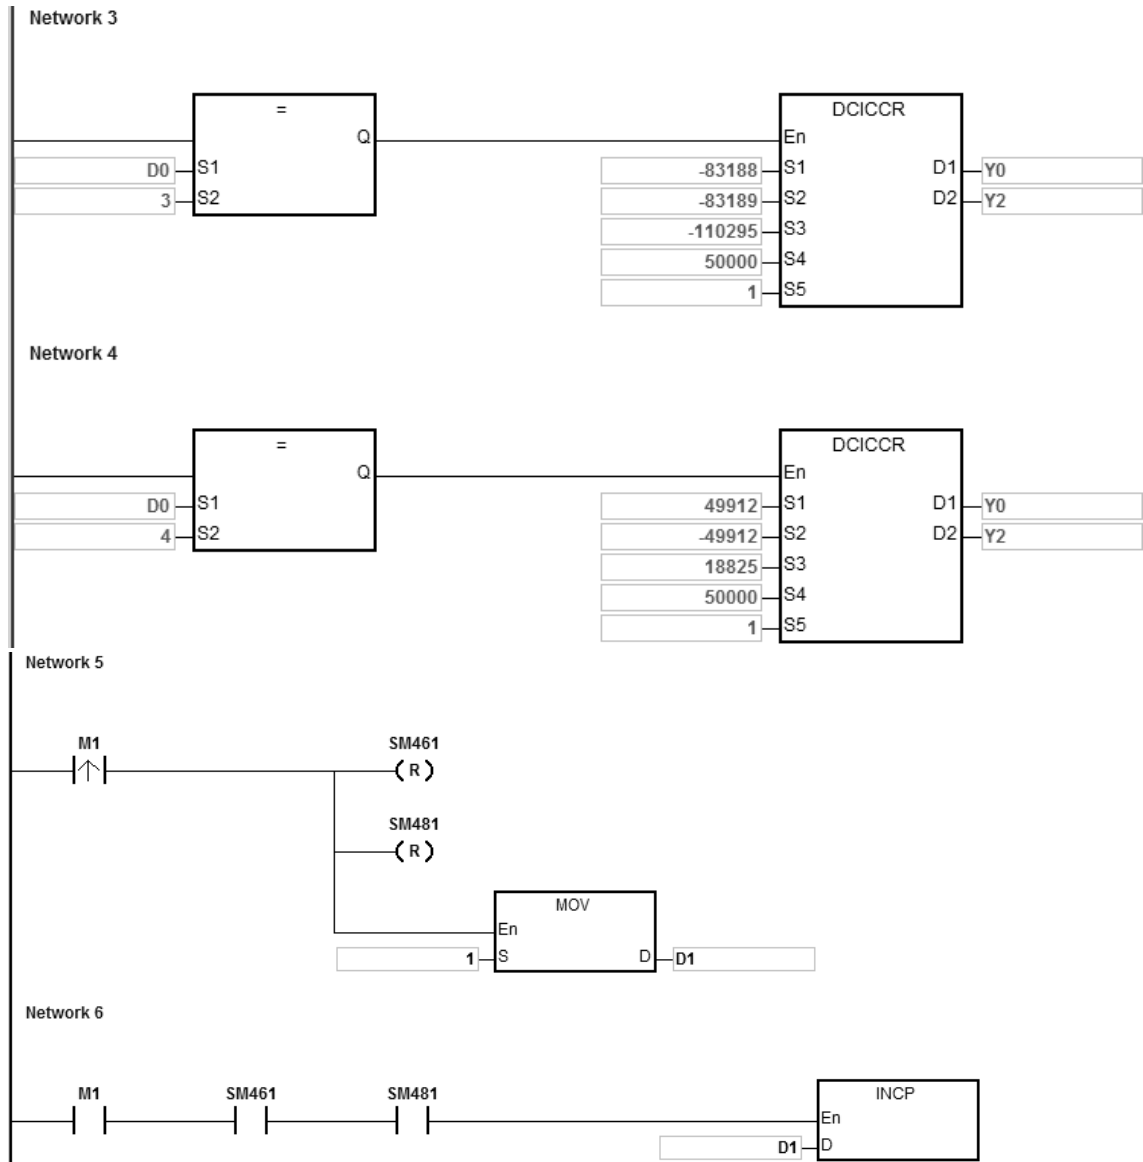 Network 3
=
Q
D0 S1
3 S2
DCICCR
En
-83188 S1 D1 Y0
-83189 S2 D2 Y2
-110295 S3
50000 S4
1 S5
Network 4
=
Q
D0 S1
4 S2
DCICCR
En
49912 S1 D1 Y0
-49912 S2 D2 Y2
18825 S3
50000 S4
1 S5
Network 5
M1 SM461
R
SM481
R
MOV
En
1 S D D1
Network 6
M1 SM461 SM481
INCP
En
D1 D